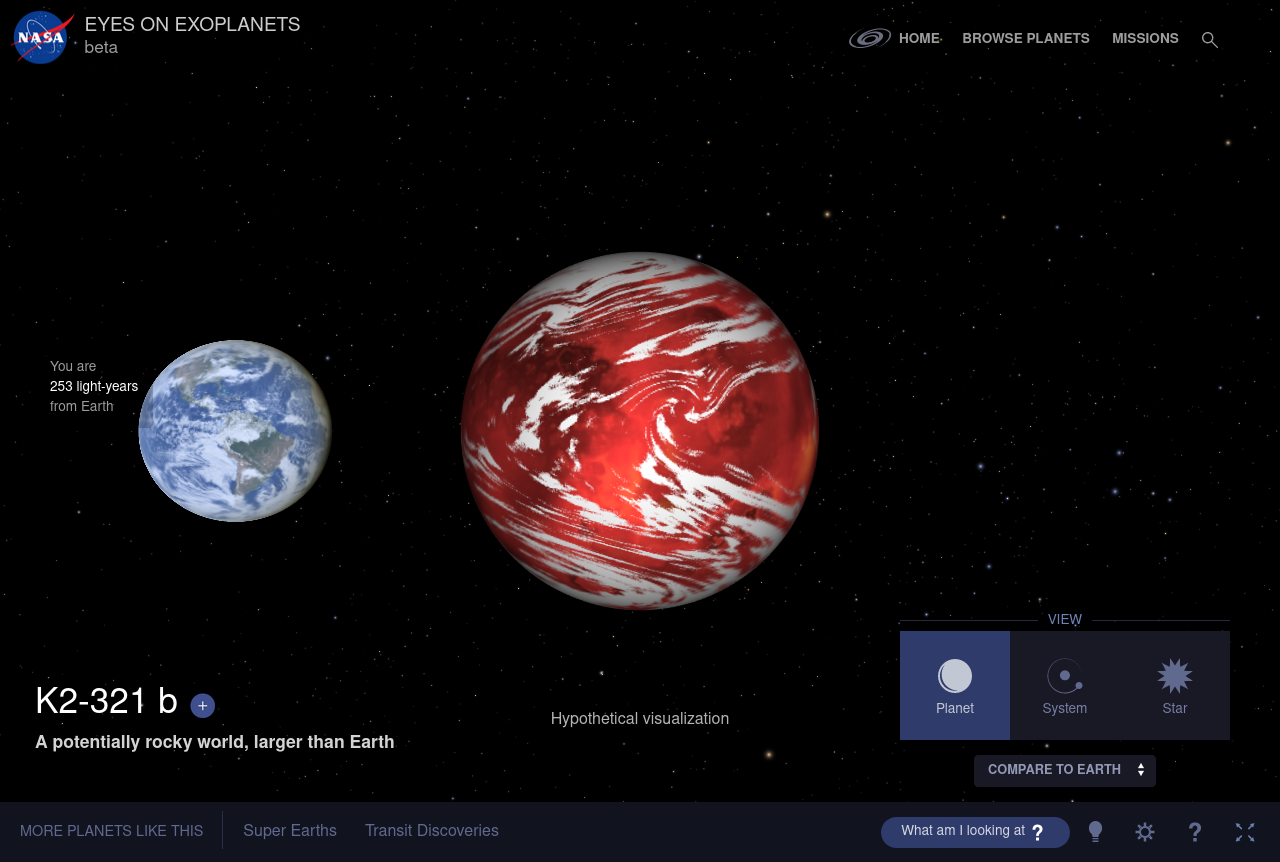 NASA
EYES ON EXOPLANETS
beta
HOME
BROWSE PLANETS
MISSIONS
You are
253 light-years
from Earth
VIEW
Planet
System
Star
K2-321 b +
A potentially rocky world, larger than Earth
Hypothetical visualization
COMPARE TO EARTH
MORE PLANETS LIKE THIS
Super Earths
Transit Discoveries
What am I looking at ?
?